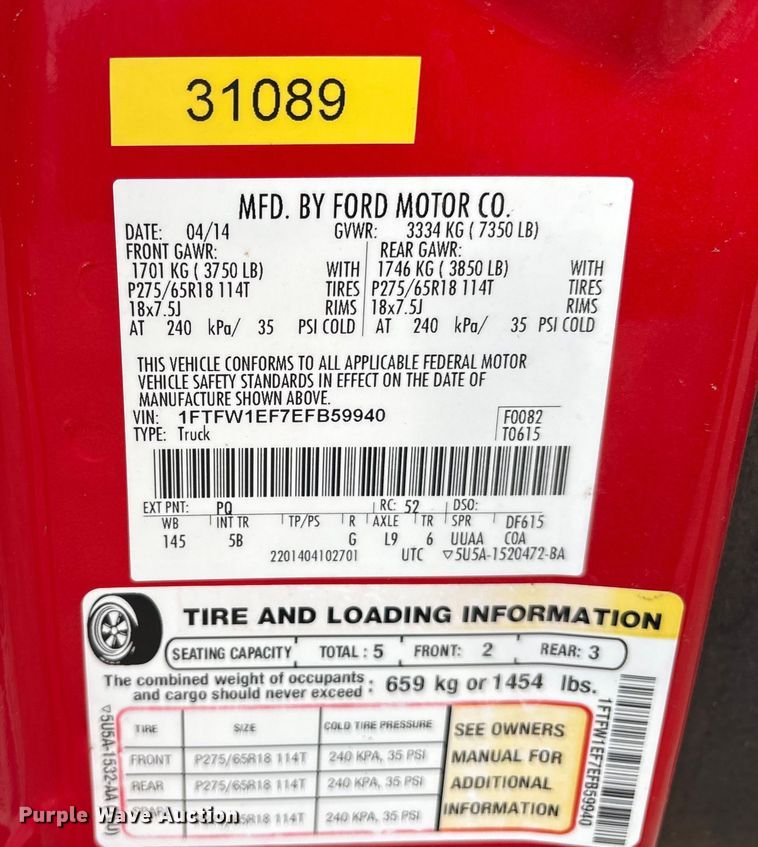 31089
MFD. BY FORD MOTOR CO.
DATE: 04/14 GVWR: 3334 KG ( 7350 LB)
FRONT GAWR: REAR GAWR:
1701 KG ( 3750 LB) WITH 1746 KG ( 3850 LB) WITH
P275/65R18 114T TIRES P275/65R18 114T TIRES
18x7.5J RIMS 18x7.5J RIMS
AT 240 kPa/ 35 PSI COLD AT 240 kPa/ 35 PSI COLD
THIS VEHICLE CONFORMS TO ALL APPLICABLE FEDERAL MOTOR
VEHICLE SAFETY STANDARDS IN EFFECT ON THE DATE OF
MANUFACTURE SHOWN ABOVE.
VIN: 1FTFW1EF7EFB59940 F0082
TYPE: Truck T0615
EXT PNT: PQ RC: 52 DSO:
WB INT TR TP/PS R AXLE TR SPR DF615
145 5B G L9 6 UUAA COA
2201404102701 UTC ▽5U5A-1520472-BA
TIRE AND LOADING INFORMATION
SEATING CAPACITY TOTAL : 5 FRONT: 2 REAR: 3
The combined weight of occupants
and cargo should never exceed : 659 kg or 1454 lbs.
TIRE SIZE COLD TIRE PRESSURE
FRONT P275/65R18 114T 240 KPA, 35 PSI
REAR P275/65R18 114T 240 KPA, 35 PSI
65R18 114T 240 KPA, 35 PSI
SEE OWNERS
MANUAL FOR
ADDITIONAL
INFORMATION
1FTFW1EF7EFB59940
▽5U5A-1532-AA
Purple Wave Auction